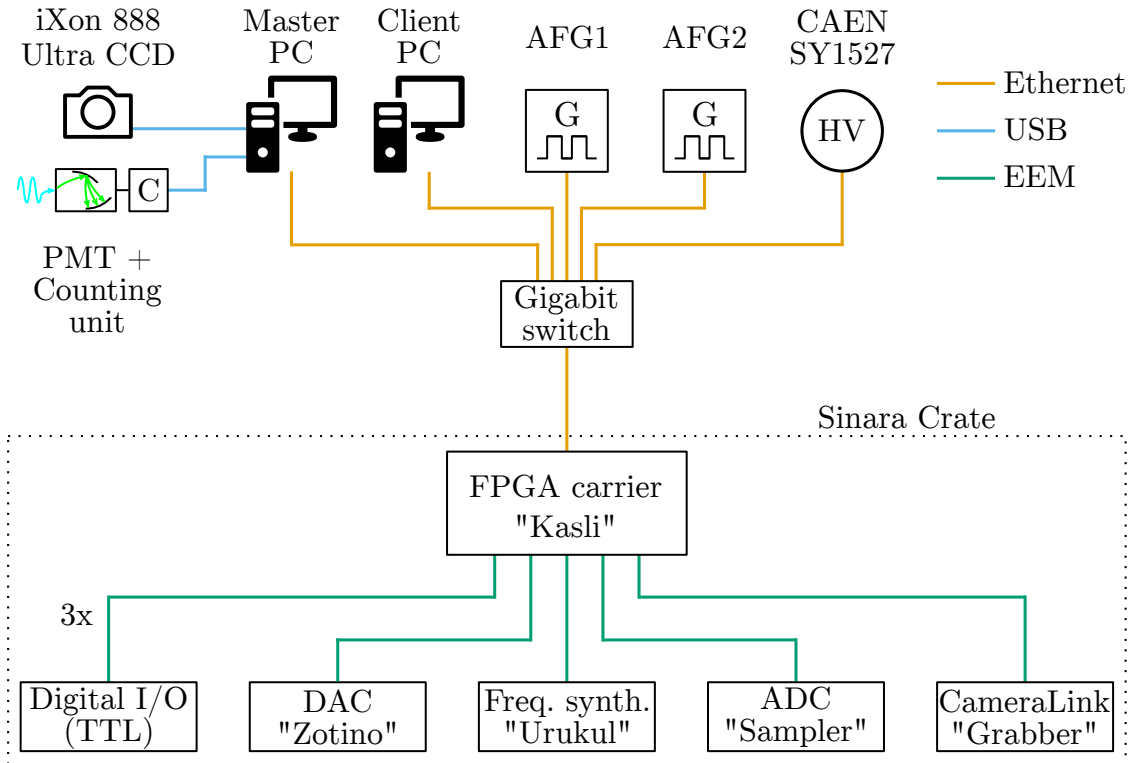 iXon 888
Ultra CCD
Master
PC
Client
PC
AFG1
AFG2
CAEN
SY1527
G
G
HV
Ethernet
USB
EEM
C
PMT +
Counting
unit
Gigabit
switch
Sinara Crate
FPGA carrier
"Kasli"
3x
Digital I/O
(TTL)
DAC
"Zotino"
Freq. synth.
"Urukul"
ADC
"Sampler"
CameraLink
"Grabber"